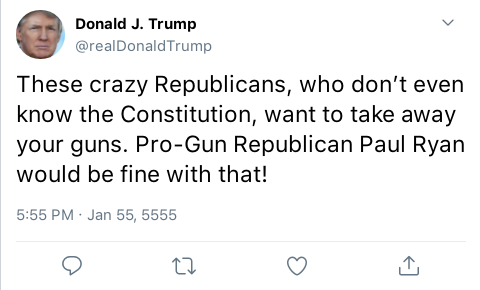 Donald J. Trump
@realDonaldTrump
These crazy Republicans, who don’t even
know the Constitution, want to take away
your guns. Pro-Gun Republican Paul Ryan
would be fine with that!
5:55 PM · Jan 55, 5555